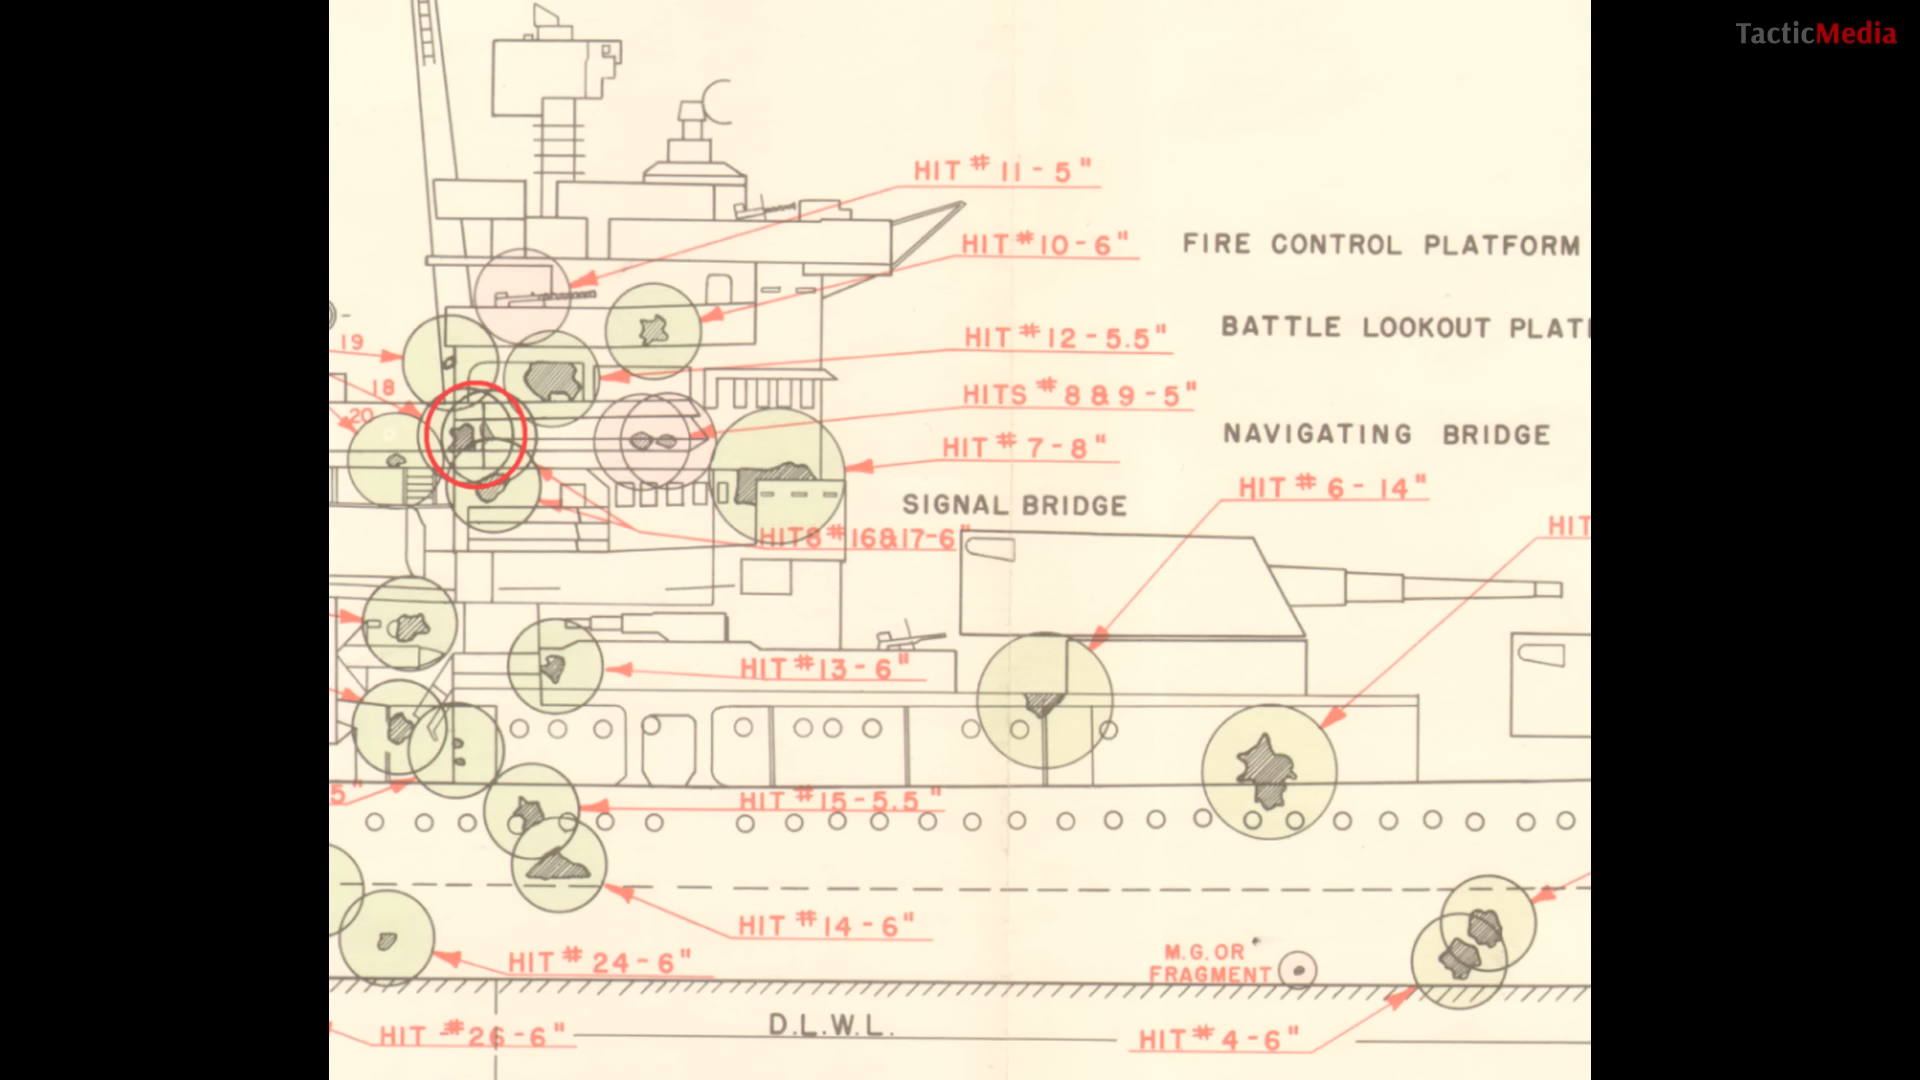 TacticMedia
HIT # 11 - 5"
HIT # 10 - 6"
FIRE CONTROL PLATFORM
BATTLE LOOKOUT
HIT # 12 - 5.5"
19
18
20
HITS # 8 & 9 - 5"
NAVIGATING BRIDGE
HIT # 7 - 8"
HIT # 6 - 14"
SIGNAL BRIDGE
HIT
HITS # 16&17-6"
HIT # 13 - 6"
5"
HIT # 15 - 5.5"
HIT # 14 - 6"
HIT # 24 - 6"
M.G. OR
FRAGMENT
D.L.W.L.
HIT # 26 - 6"
HIT # 4 - 6"